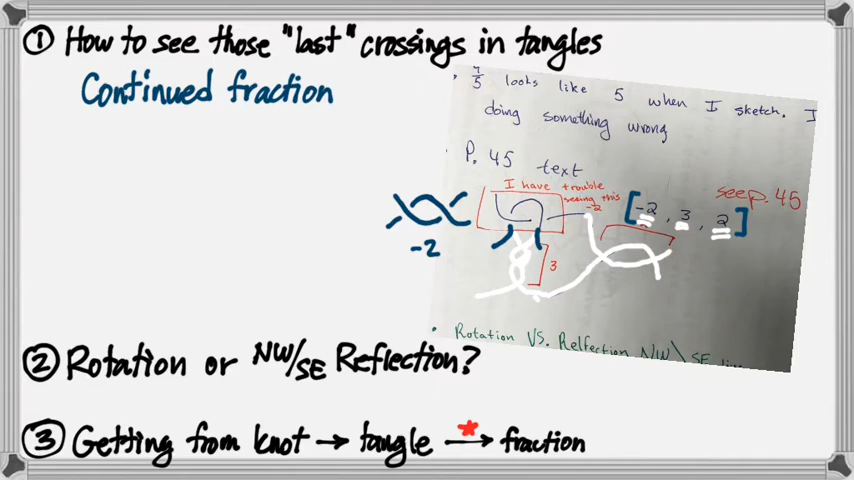 ① How to see those "last" crossings in tangles
Continued fraction
. 7/5 looks like 5 when I sketch. I
doing something wrong
. P. 45 text
I have trouble
seeing this
see p. 45
-2
[-2, 3, 2]
-2
3
. Rotation VS. Relfection NW\SE
② Rotation or NW/SE Reflection?
③ Getting from knot → tangle *→ fraction